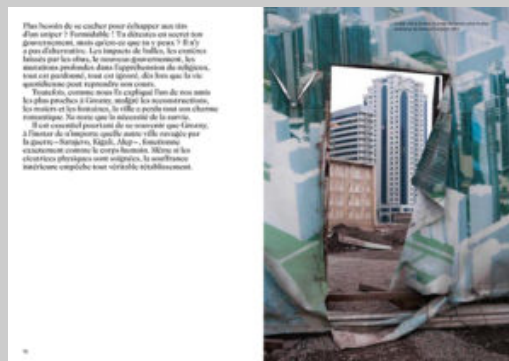 Plus besoin de se cacher pour échapper aux tirs
d'un sniper ? Formidable ! Tu détestes en secret ton
gouvernement, mais qu'est-ce que tu y peux ? Il n'y
a pas d'alternative. Les impacts de balles, les cratères
laissés par les obus, le nouveau gouvernement, les
mutations profondes dans l'appréhension du religieux,
tout est pardonné, tout est ignoré, dès lors que la vie
quotidienne peut reprendre son cours.
Toutefois, comme nous l'a expliqué l'un de nos amis
les plus proches à Grozny, malgré les reconstructions,
les rosiers et les fontaines, la ville a perdu tout son charme
romantique. Ne reste que la nécessité de la survie.
Il est essentiel pourtant de se souvenir que Grozny,
à l'instar de n'importe quelle autre ville ravagée par
la guerre – Sarajevo, Kigali, Alep –, fonctionne
exactement comme le corps humain. Même si les
cicatrices physiques sont soignées, la souffrance
intérieure empêche tout véritable rétablissement.